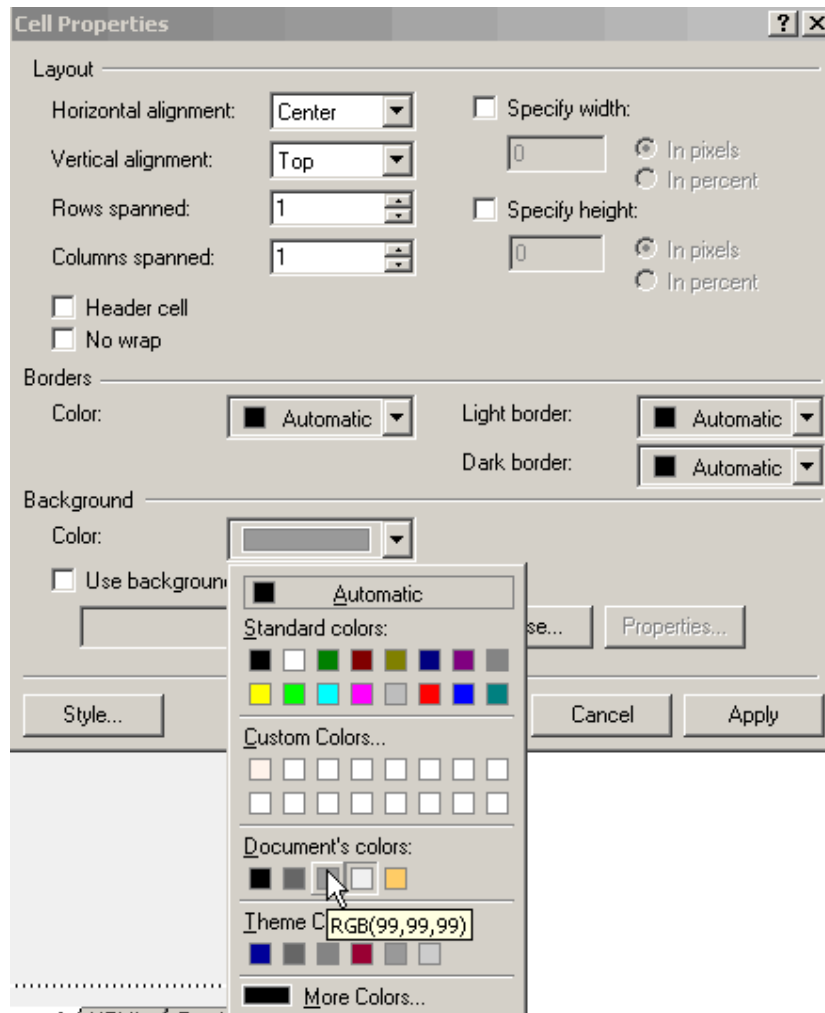 Cell Properties
Layout
Horizontal alignment: Center
Vertical alignment: Top
Rows spanned: 1
Columns spanned: 1
Header cell
No wrap
Specify width:
0
In pixels
In percent
Specify height:
0
In pixels
In percent
Borders
Color: Automatic
Light border: Automatic
Dark border: Automatic
Background
Color:
Use backgroun
se...
Properties...
Style...
Cancel
Apply
Automatic
Standard colors:
Custom Colors...
Document's colors:
RGB(99,99,99)
Theme C
More Colors...